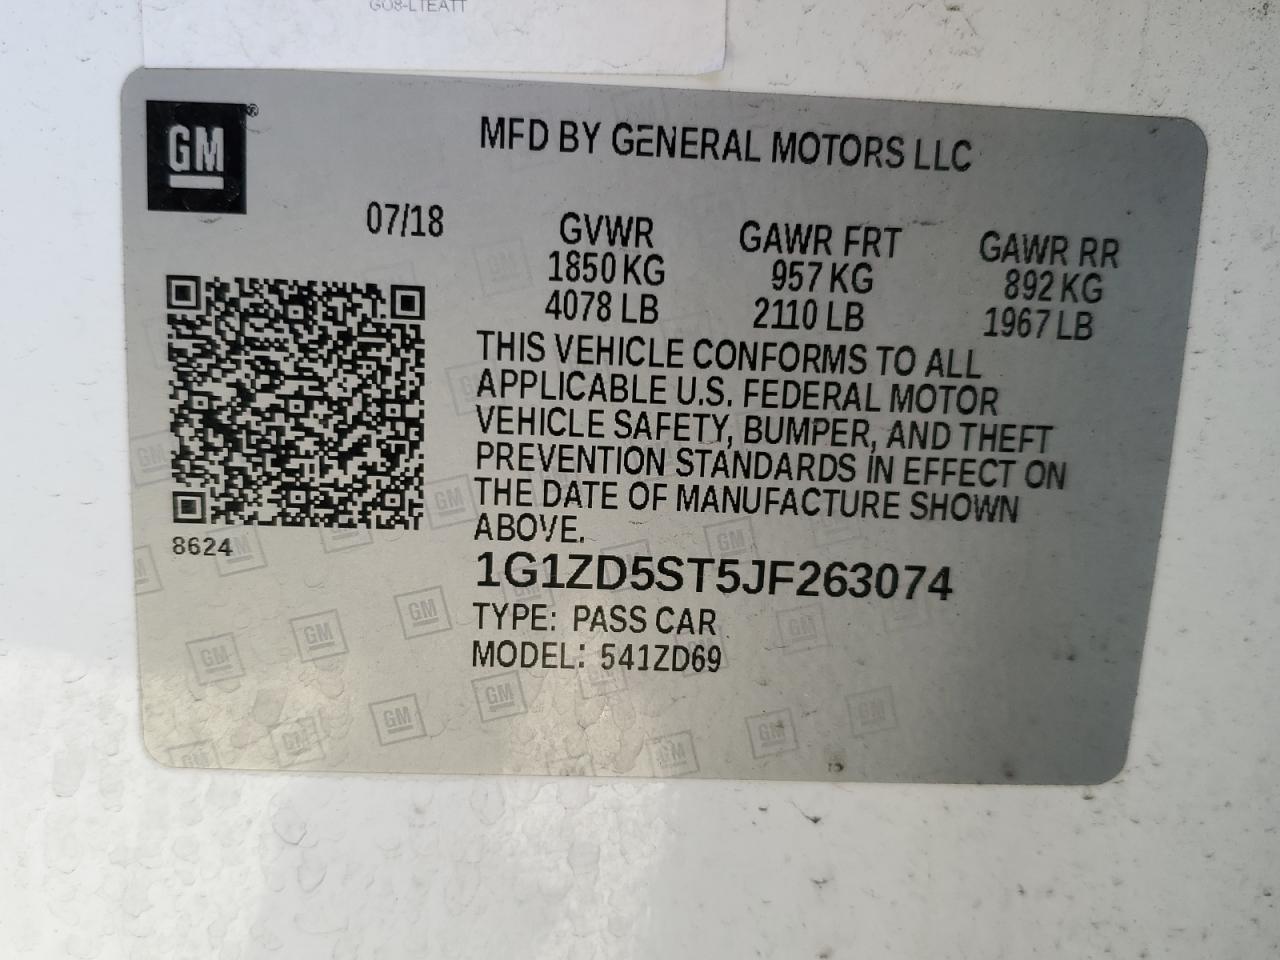 G08-LTEATT
GM®
MFD BY GENERAL MOTORS LLC
07/18
GVWR GAWR FRT GAWR RR
1850 KG 957 KG 892 KG
4078 LB 2110 LB 1967 LB
THIS VEHICLE CONFORMS TO ALL
APPLICABLE U.S. FEDERAL MOTOR
VEHICLE SAFETY, BUMPER, AND THEFT
PREVENTION STANDARDS IN EFFECT ON
THE DATE OF MANUFACTURE SHOWN
ABOVE.
8624
1G1ZD5ST5JF263074
TYPE: PASS CAR
MODEL: 541ZD69